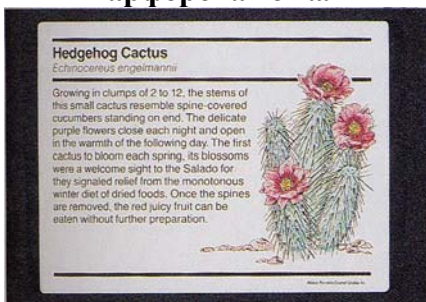 Hedgehog Cactus
Echinocereus engelmannii
Growing in clumps of 2 to 12, the stems of
this small cactus resemble spine-covered
cucumbers standing on end. The delicate
purple flowers close each night and open
in the warmth of the following day. The first
cactus to bloom each spring, its blossoms
were a welcome sight to the Salado for
they signaled relief from the monotonous
winter diet of dried foods. Once the spines
are removed, the red juicy fruit can be
eaten without further preparation.